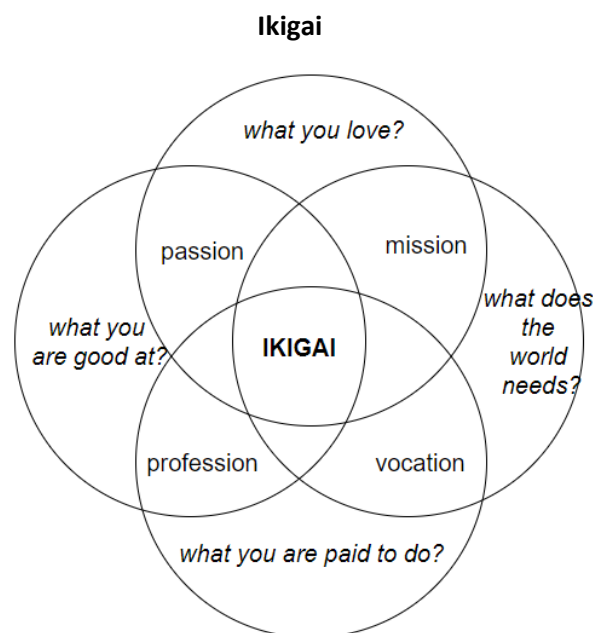 Ikigai
what you love?
passion
mission
what you
are good at?
IKIGAI
what does
the
world
needs?
profession
vocation
what you are paid to do?